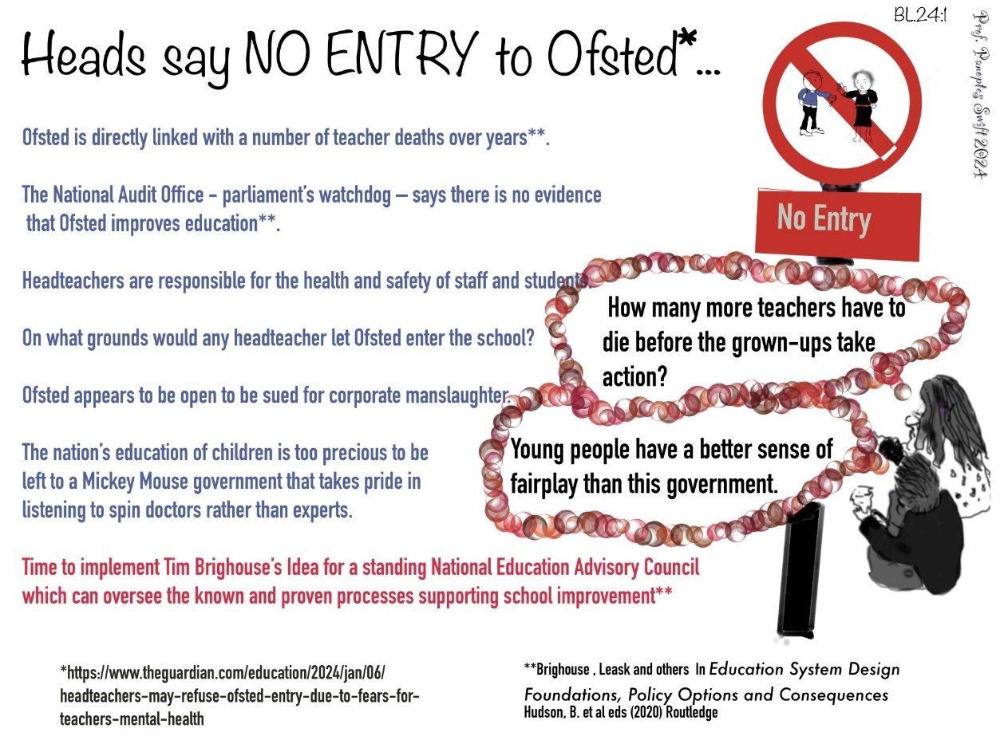 BL.24:1
Heads say NO ENTRY to Ofsted*...
Prof. Panoples Swift 2024
Ofsted is directly linked with a number of teacher deaths over years**.
The National Audit Office - parliament's watchdog – says there is no evidence
that Ofsted improves education**.
No Entry
Headteachers are responsible for the health and safety of staff and students.
On what grounds would any headteacher let Ofsted enter the school?
Ofsted appears to be open to be sued for corporate manslaughter.
The nation's education of children is too precious to be
left to a Mickey Mouse government that takes pride in
listening to spin doctors rather than experts.
How many more teachers have to
die before the grown-ups take
action?
Young people have a better sense of
fairplay than this government.
Time to implement Tim Brighouse's Idea for a standing National Education Advisory Council
which can oversee the known and proven processes supporting school improvement**
*https://www.theguardian.com/education/2024/jan/06/
headteachers-may-refuse-ofsted-entry-due-to-fears-for-
teachers-mental-health
**Brighouse , Leask and others In Education System Design
Foundations, Policy Options and Consequences
Hudson, B. et al eds (2020) Routledge